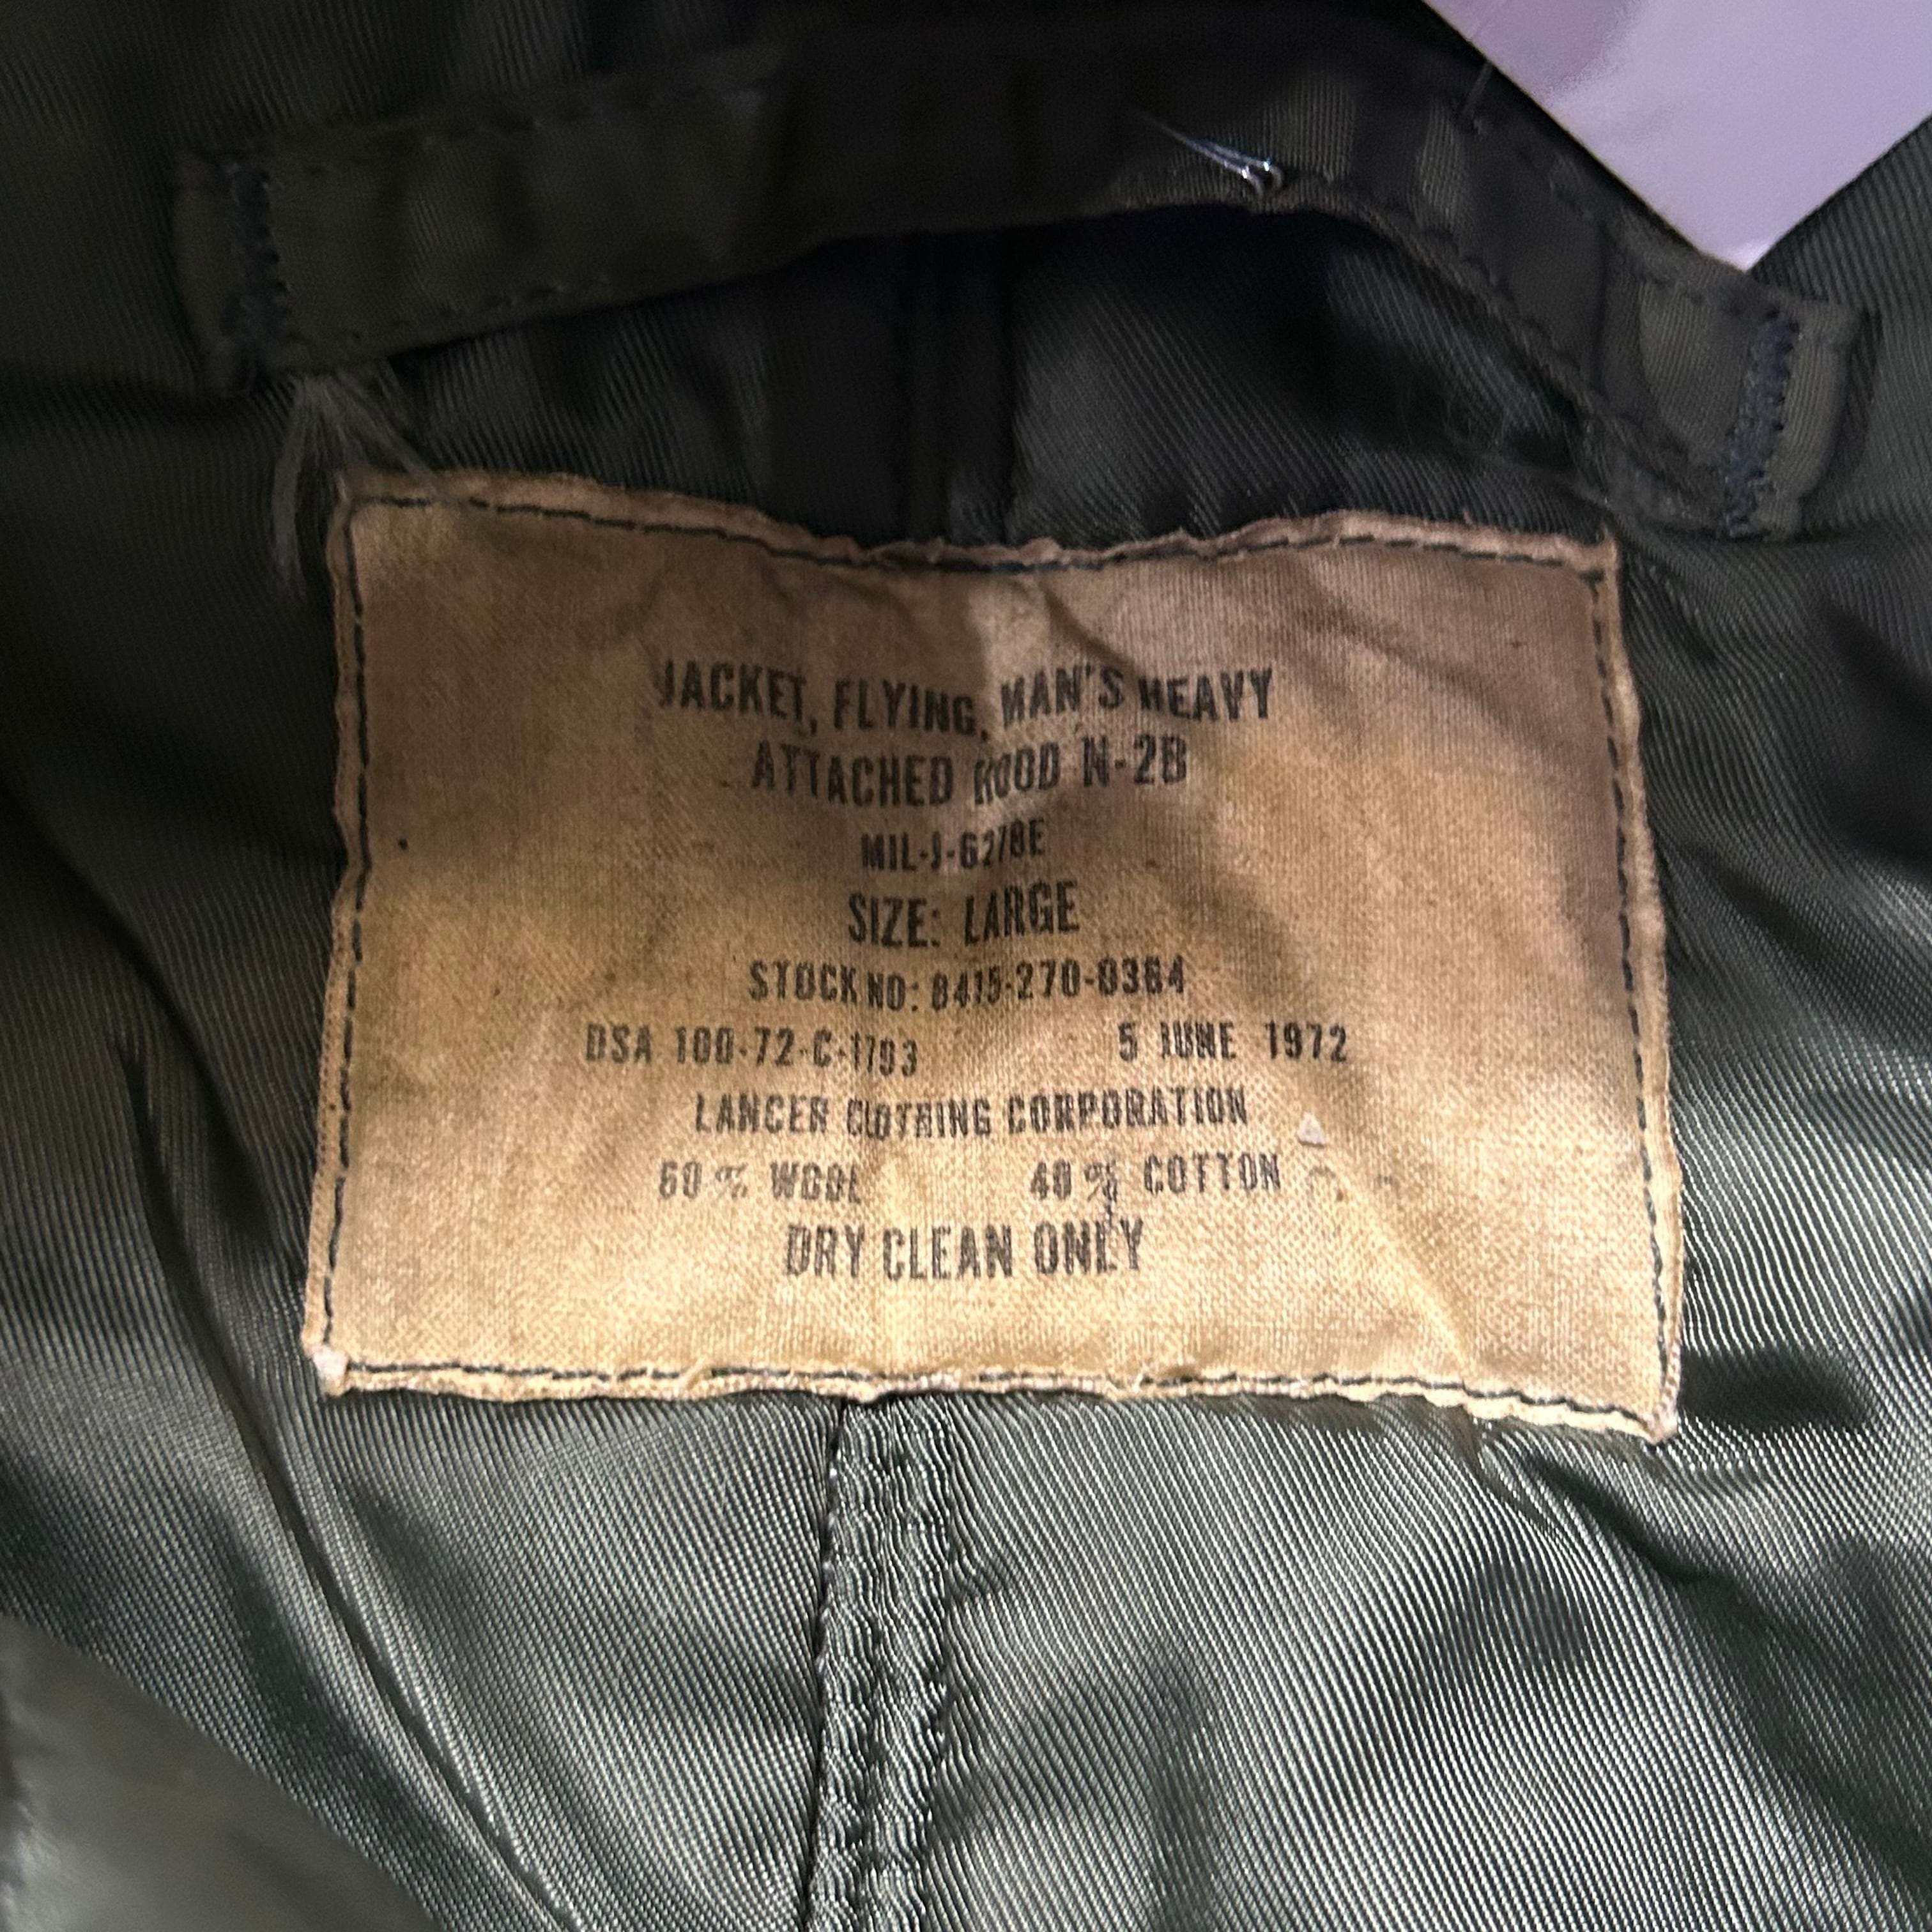 JACKET, FLYING, MAN'S HEAVY
ATTACHED HOOD N-2B
MIL-J-6278E
SIZE: LARGE
STOCK NO: 8415-270-0364
DSA 100-72-C-1793 5 JUNE 1972
LANCER CLOTHING CORPORATION
60 % WOOL 40 % COTTON
DRY CLEAN ONLY